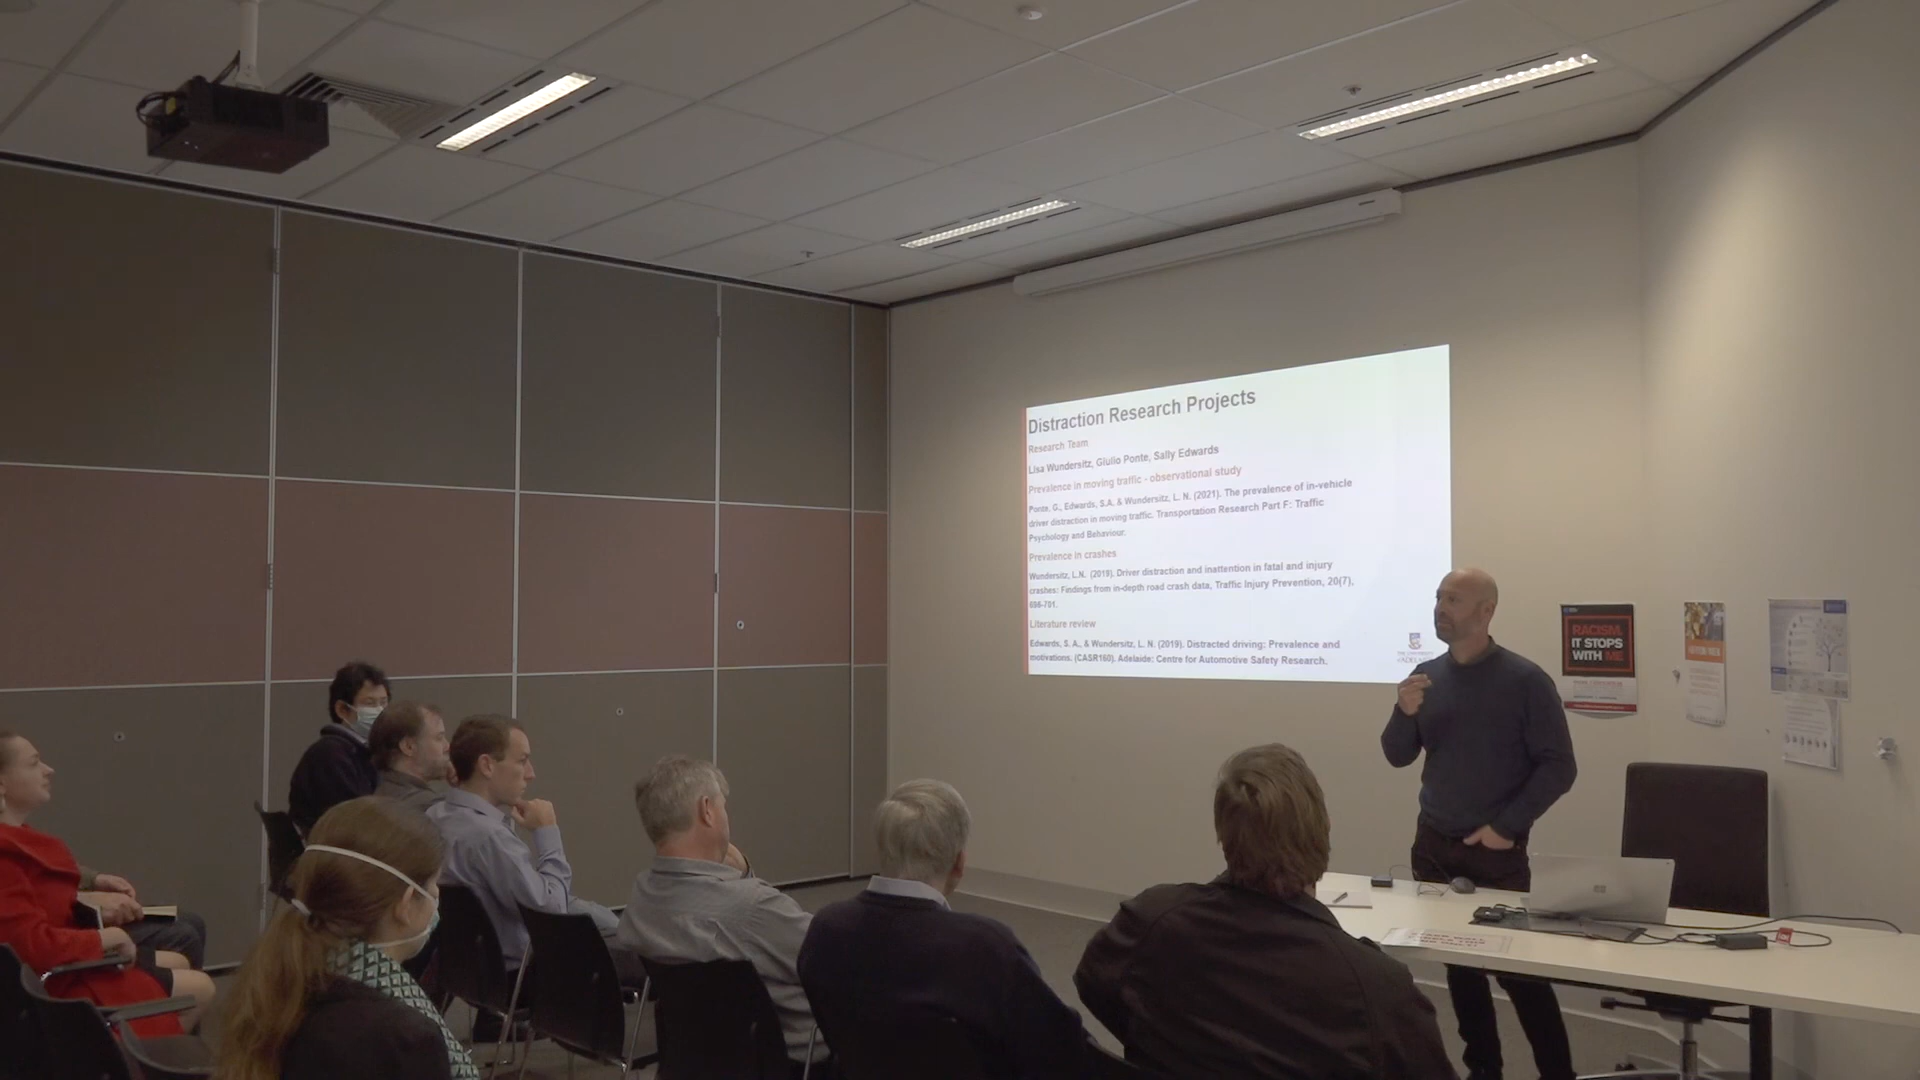 Distraction Research Projects
Research Team
Lisa Wundersitz, Giulio Ponte, Sally Edwards
Prevalence in moving traffic - observational study
Ponte, G., Edwards, S.A. & Wundersitz, L. N. (2021). The prevalence of in-vehicle
driver distraction in moving traffic. Transportation Research Part F: Traffic
Psychology and Behaviour.
Prevalence in crashes
Wundersitz, L.N. (2019). Driver distraction and inattention in fatal and injury
crashes: Findings from in-depth road crash data, Traffic Injury Prevention, 20(7),
696-701.
Literature review
Edwards, S. A., & Wundersitz, L. N. (2019). Distracted driving: Prevalence and
motivations. (CASR160). Adelaide: Centre for Automotive Safety Research.
THE UNIVERSITY
RACISM.
IT STOPS
WITH ME